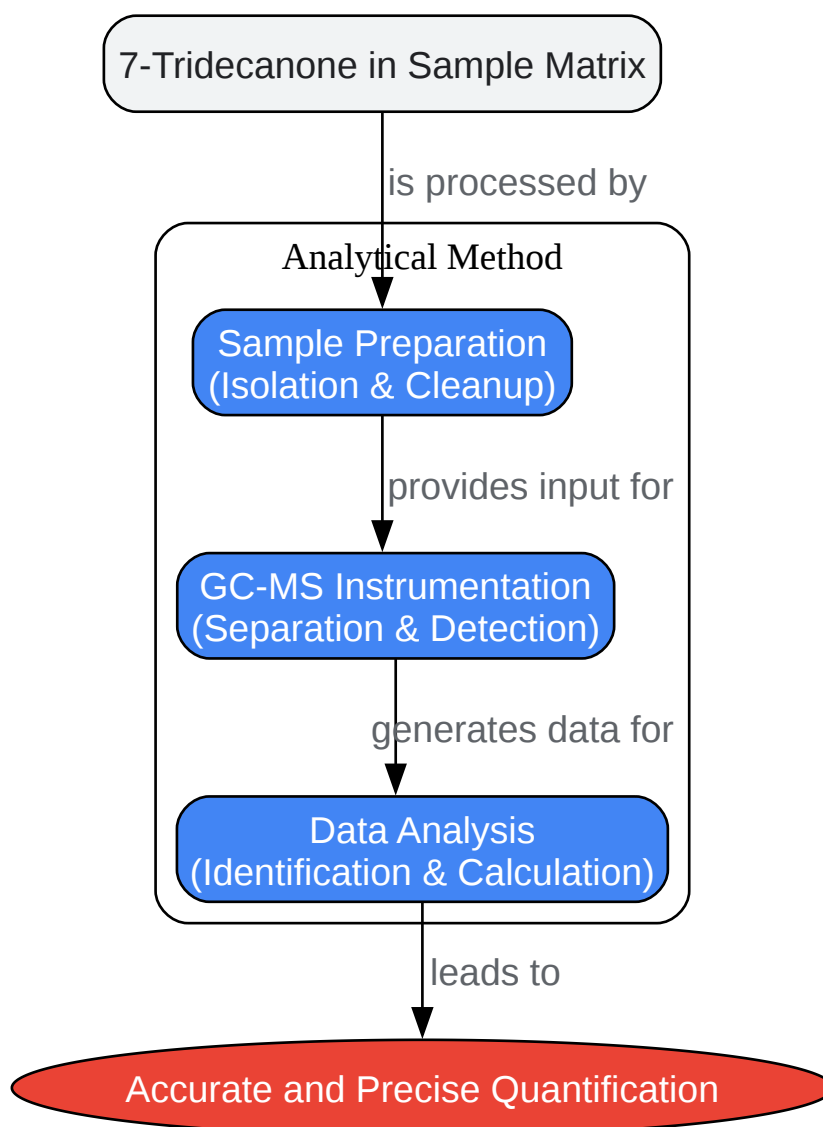 7-Tridecanone in Sample Matrix
is processed by
Analytical Method
Sample Preparation
(Isolation & Cleanup)
provides input for
GC-MS Instrumentation
(Separation & Detection)
generates data for
Data Analysis
(Identification & Calculation)
leads to
Accurate and Precise Quantification